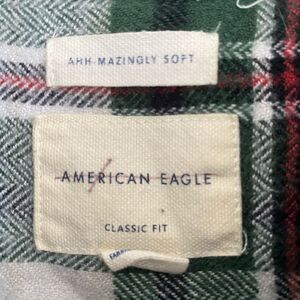 AHH-MAZINGLY SOFT
AMERICAN EAGLE
CLASSIC FIT